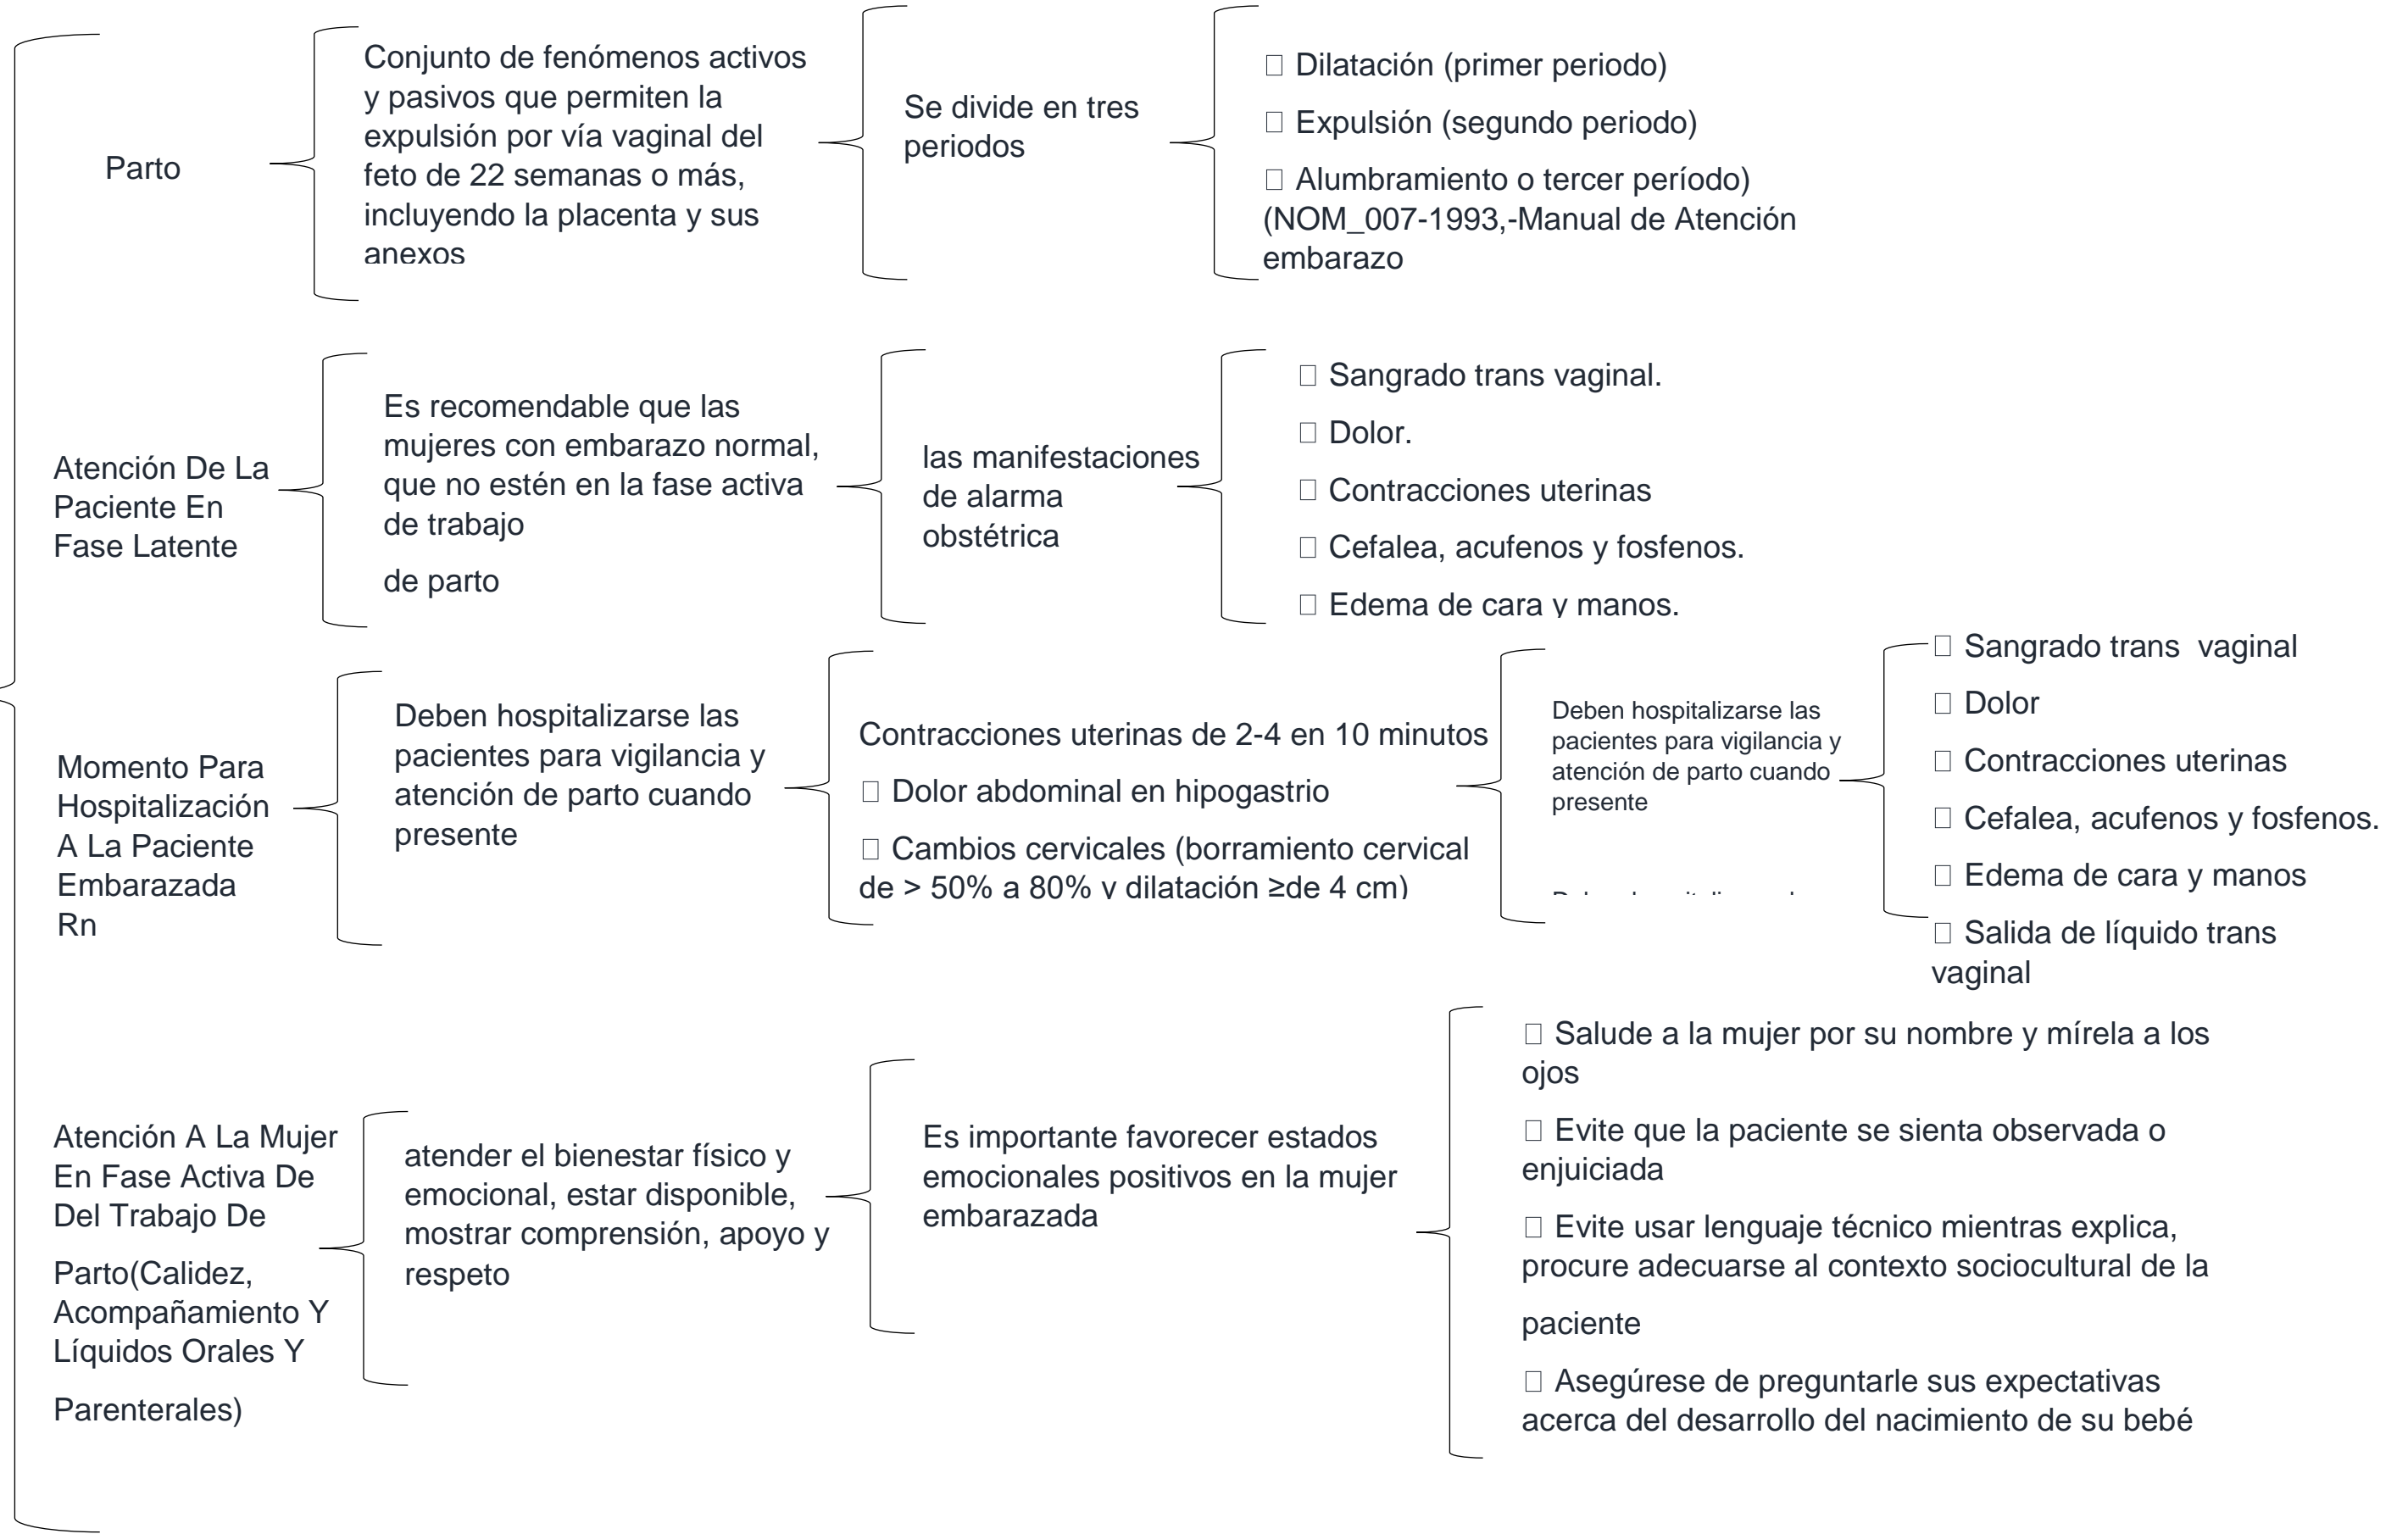 Parto
Conjunto de fenómenos activos
y pasivos que permiten la
expulsión por vía vaginal del
feto de 22 semanas o más,
incluyendo la placenta y sus
anexos
Se divide en tres
periodos
Dilatación (primer periodo)
Expulsión (segundo periodo)
Alumbramiento o tercer período)
(NOM_007-1993,-Manual de Atención
embarazo
Atención De La
Paciente En
Fase Latente
Es recomendable que las
mujeres con embarazo normal,
que no estén en la fase activa
de trabajo
de parto
las manifestaciones
de alarma
obstétrica
Sangrado trans vaginal.
Dolor.
Contracciones uterinas
Cefalea, acufenos y fosfenos.
Edema de cara y manos.
Momento Para
Hospitalización
A La Paciente
Embarazada
Rn
Deben hospitalizarse las
pacientes para vigilancia y
atención de parto cuando
presente
Contracciones uterinas de 2-4 en 10 minutos
Dolor abdominal en hipogastrio
Cambios cervicales (borramiento cervical
de > 50% a 80% y dilatación ≥de 4 cm)
Deben hospitalizarse las
pacientes para vigilancia y
atención de parto cuando
presente
Sangrado trans  vaginal
Dolor
Contracciones uterinas
Cefalea, acufenos y fosfenos.
Edema de cara y manos
Salida de líquido trans
vaginal
Atención A La Mujer
En Fase Activa De
Del Trabajo De
Parto(Calidez,
Acompañamiento Y
Líquidos Orales Y
Parenterales)
atender el bienestar físico y
emocional, estar disponible,
mostrar comprensión, apoyo y
respeto
Es importante favorecer estados
emocionales positivos en la mujer
embarazada
Salude a la mujer por su nombre y mírela a los
ojos
Evite que la paciente se sienta observada o
enjuiciada
Evite usar lenguaje técnico mientras explica,
procure adecuarse al contexto sociocultural de la
paciente
Asegúrese de preguntarle sus expectativas
acerca del desarrollo del nacimiento de su bebé